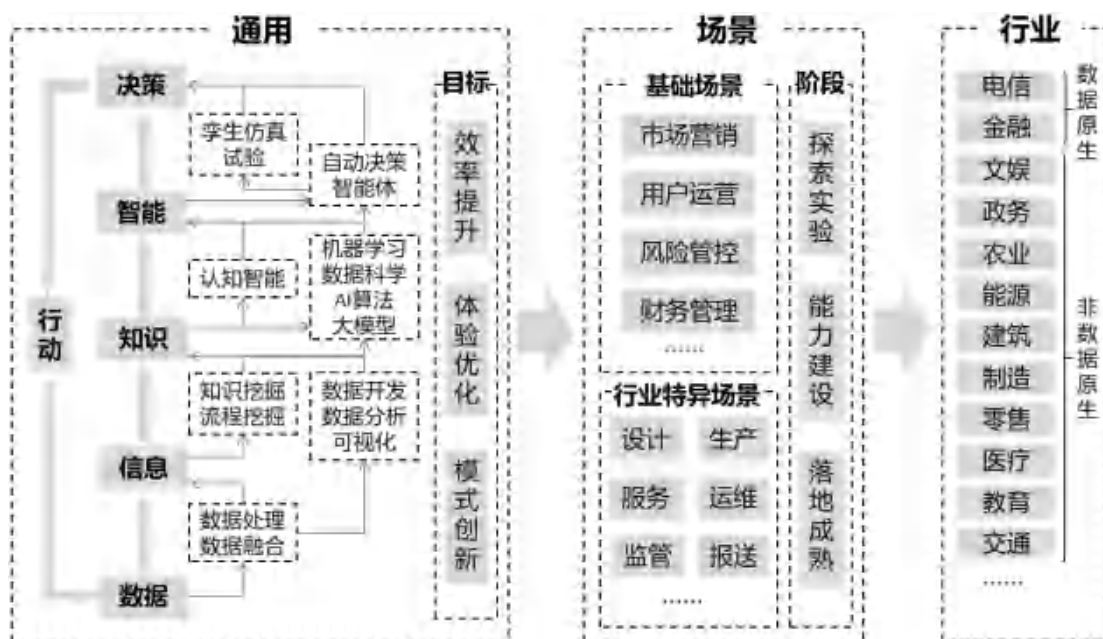 通用
决策
孪生仿真
试验
自动决策
智能体
智能
认知智能
机器学习
数据科学
AI算法
大模型
行动
知识
知识挖掘
流程挖掘
数据开发
数据分析
可视化
信息
数据处理
数据融合
数据
目标
效率提升
体验优化
模式创新
场景
基础场景
市场营销
用户运营
风险管控
财务管理
……
行业特异场景
设计
生产
服务
运维
监管
报送
……
阶段
探索实验
能力建设
落地成熟
行业
电信
金融
文娱
政务
农业
能源
建筑
制造
零售
医疗
教育
交通
……
数据原生
非数据原生